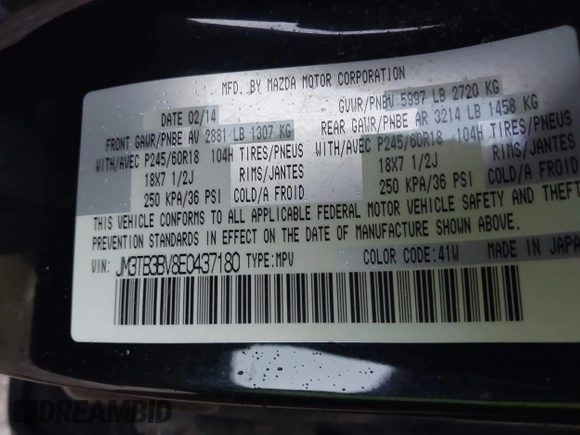 MFD. BY MAZDA MOTOR CORPORATION
DATE 02/14 GVWR/PNBV 5997 LB 2720 KG
FRONT GAWR/PNBE AV 2881 LB 1307 KG REAR GAWR/PNBE AR 3214 LB 1458 KG
WITH/AVEC P245/60R18 104H TIRES/PNEUS WITH/AVEC P245/60R18 104H TIRES/PNEUS
18X7 1/2J RIMS/JANTES 18X7 1/2J RIMS/JANTES
250 KPA/36 PSI COLD/A FROID 250 KPA/36 PSI COLD/A FROID
THIS VEHICLE CONFORMS TO ALL APPLICABLE FEDERAL MOTOR VEHICLE SAFETY AND THEFT
PREVENTION STANDARDS IN EFFECT ON THE DATE OF MANUFACTURE SHOWN ABOVE.
VIN: JM3TB3BV8E0437180 TYPE:MPV COLOR CODE:41W MADE IN JAPA
DREAMBID